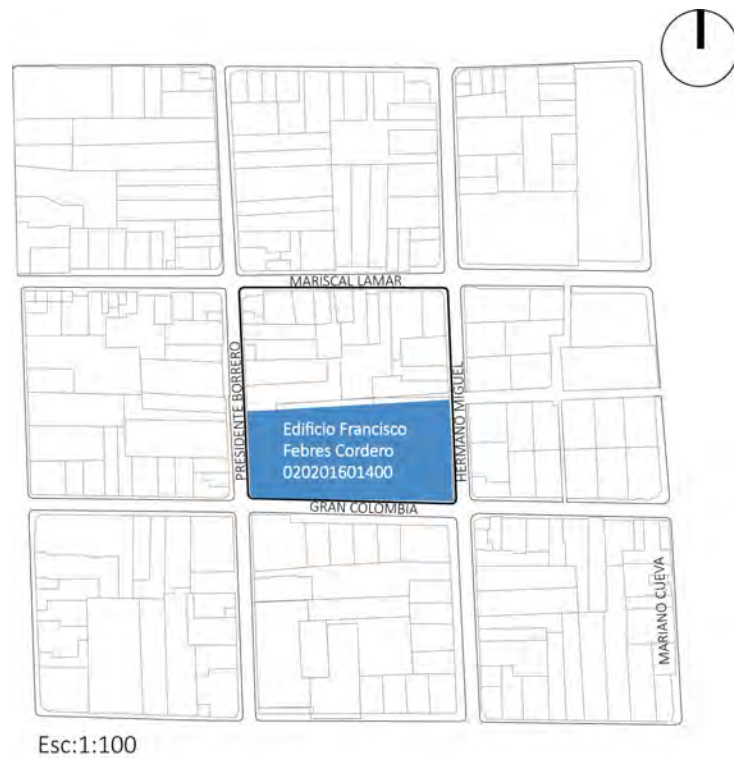 MARISCAL LAMAR
PRESIDENTE BORRERO
HERMANO MIGUEL
Edificio Francisco
Febres Cordero
020201601400
GRAN COLOMBIA
MARIANO CUEVA
Esc:1:100